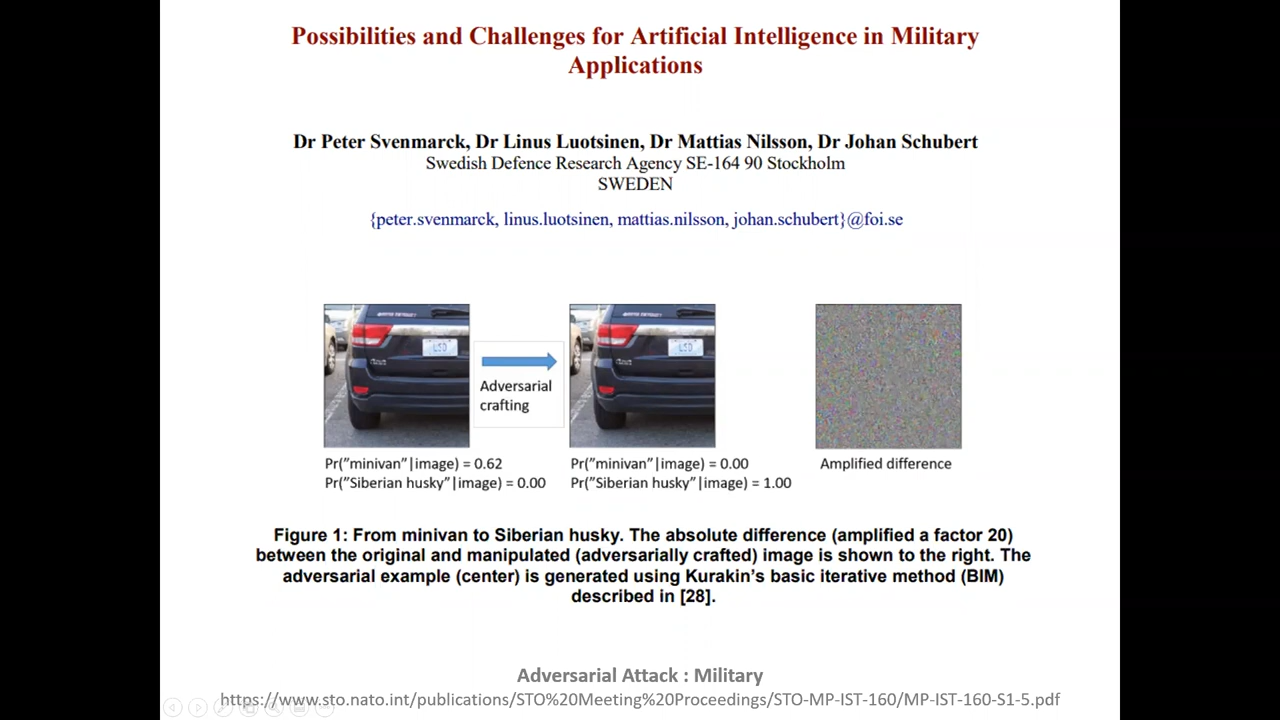 Possibilities and Challenges for Artificial Intelligence in Military
Applications
Dr Peter Svenmarck, Dr Linus Luotsinen, Dr Mattias Nilsson, Dr Johan Schubert
Swedish Defence Research Agency SE-164 90 Stockholm
SWEDEN
{peter.svenmarck, linus.luotsinen, mattias.nilsson, johan.schubert}@foi.se
LSD
Adversarial
crafting
LSD
Pr(”minivan”|image) = 0.62
Pr(”Siberian husky”|image) = 0.00
Pr(”minivan”|image) = 0.00
Pr(”Siberian husky”|image) = 1.00
Amplified difference
Figure 1: From minivan to Siberian husky. The absolute difference (amplified a factor 20)
between the original and manipulated (adversarially crafted) image is shown to the right. The
adversarial example (center) is generated using Kurakin’s basic iterative method (BIM)
described in [28].
Adversarial Attack : Military
https://www.sto.nato.int/publications/STO%20Meeting%20Proceedings/STO-MP-IST-160/MP-IST-160-S1-5.pdf